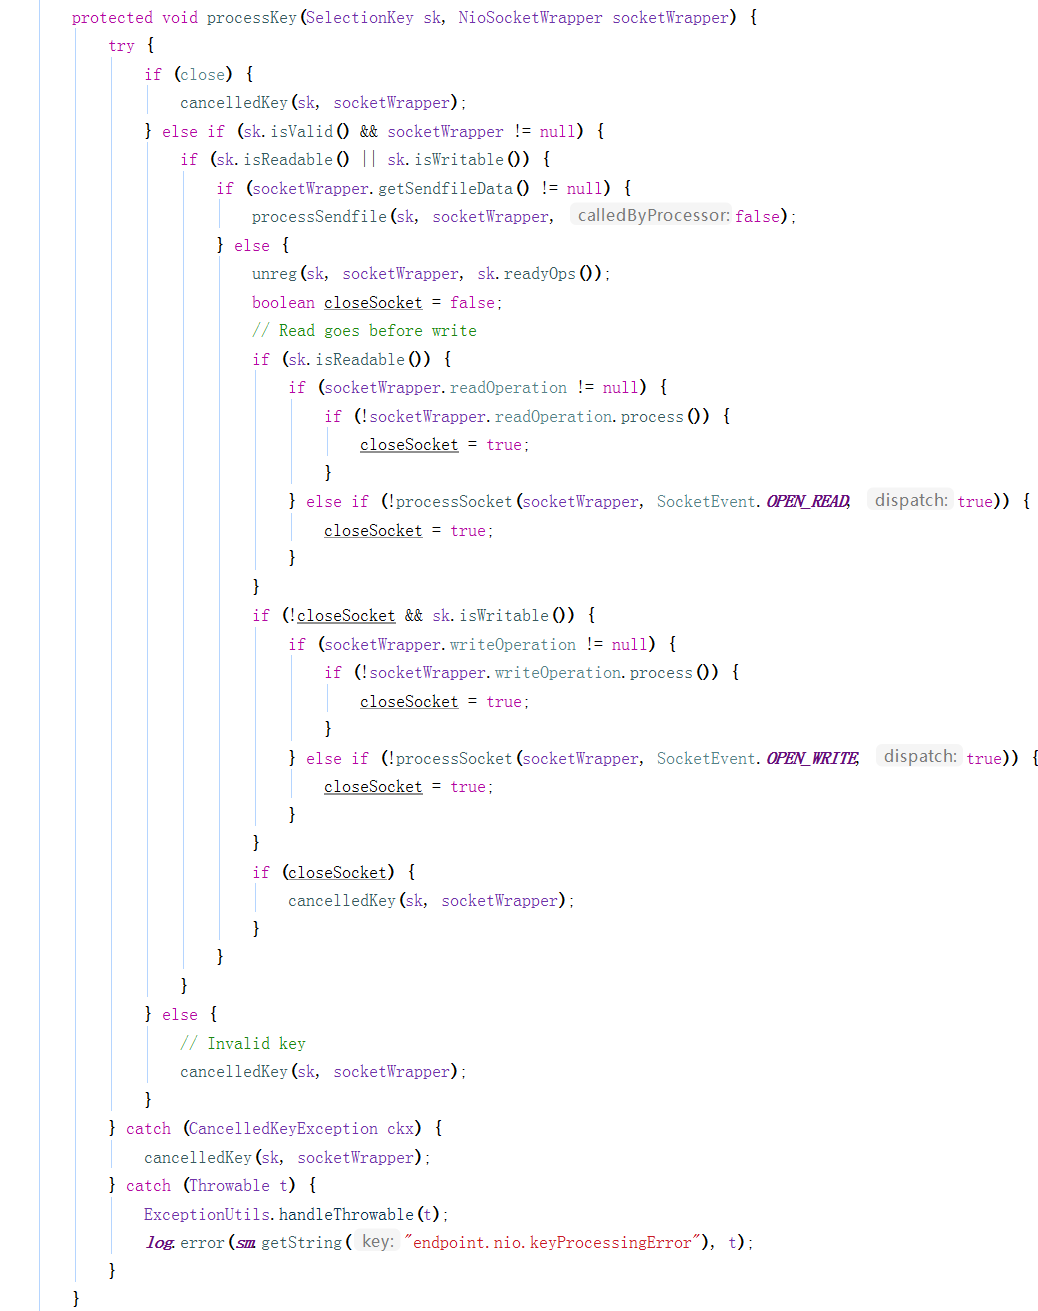 protected void processKey(SelectionKey sk, NioSocketWrapper socketWrapper) {
    try {
        if (close) {
            cancelledKey(sk, socketWrapper);
        } else if (sk.isValid() && socketWrapper != null) {
            if (sk.isReadable() || sk.isWritable()) {
                if (socketWrapper.getSendfileData() != null) {
                    processSendfile(sk, socketWrapper, calledByProcessor: false);
                } else {
                    unreg(sk, socketWrapper, sk.readyOps());
                    boolean closeSocket = false;
                    // Read goes before write
                    if (sk.isReadable()) {
                        if (socketWrapper.readOperation != null) {
                            if (!socketWrapper.readOperation.process()) {
                                closeSocket = true;
                            }
                        } else if (!processSocket(socketWrapper, SocketEvent.OPEN_READ, dispatch: true)) {
                            closeSocket = true;
                        }
                    }
                    if (!closeSocket && sk.isWritable()) {
                        if (socketWrapper.writeOperation != null) {
                            if (!socketWrapper.writeOperation.process()) {
                                closeSocket = true;
                            }
                        } else if (!processSocket(socketWrapper, SocketEvent.OPEN_WRITE, dispatch: true)) {
                            closeSocket = true;
                        }
                    }
                    if (closeSocket) {
                        cancelledKey(sk, socketWrapper);
                    }
                }
            }
        } else {
            // Invalid key
            cancelledKey(sk, socketWrapper);
        }
    } catch (CancelledKeyException ckx) {
        cancelledKey(sk, socketWrapper);
    } catch (Throwable t) {
        ExceptionUtils.handleThrowable(t);
        log.error(sm.getString( key: "endpoint.nio.keyProcessingError"), t);
    }
}